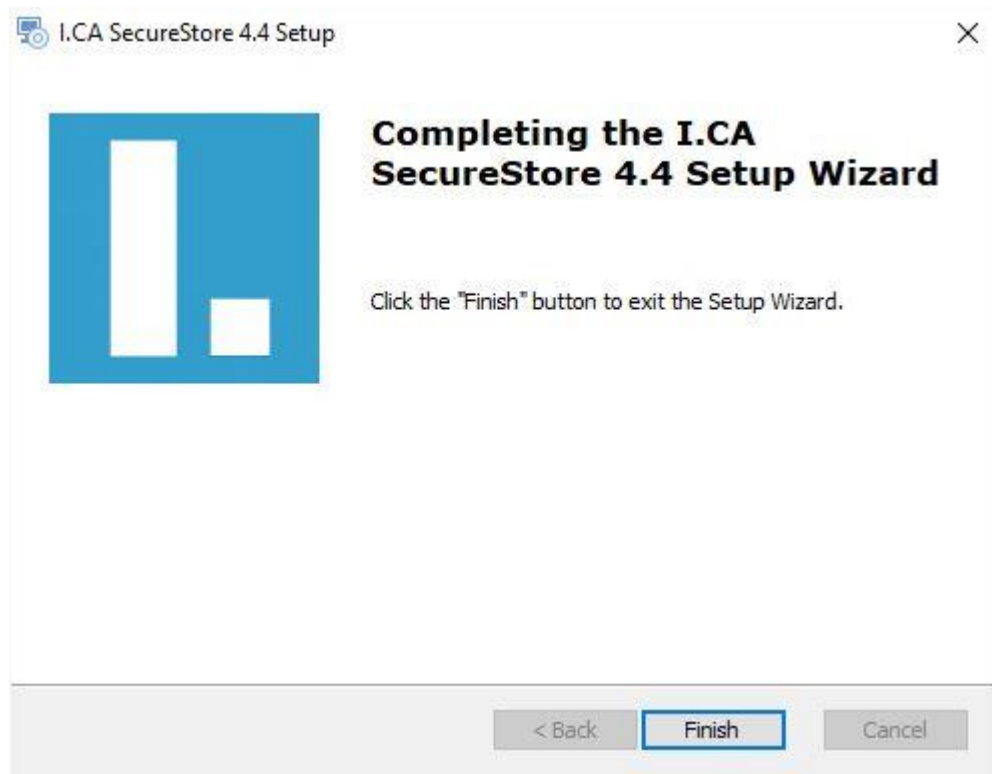 I.CA SecureStore 4.4 Setup
I.
Completing the I.CA
SecureStore 4.4 Setup Wizard
Click the "Finish" button to exit the Setup Wizard.
< Back
Finish
Cancel